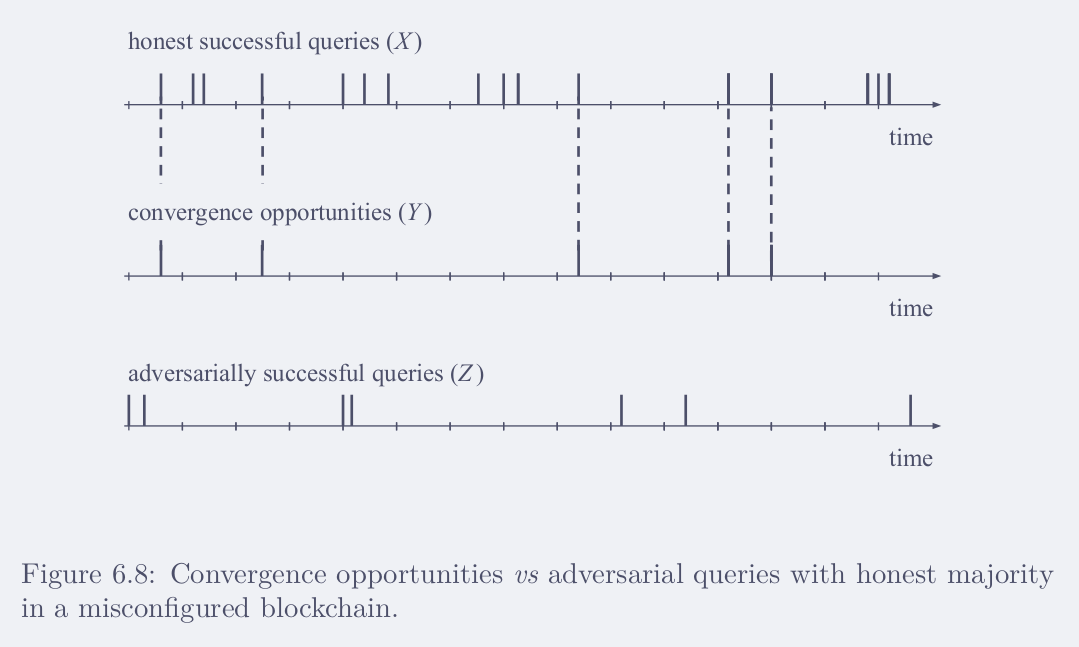 honest successful queries (X)
time
convergence opportunities (Y)
time
adversarially successful queries (Z)
time
Figure 6.8: Convergence opportunities vs adversarial queries with honest majority
in a misconfigured blockchain.